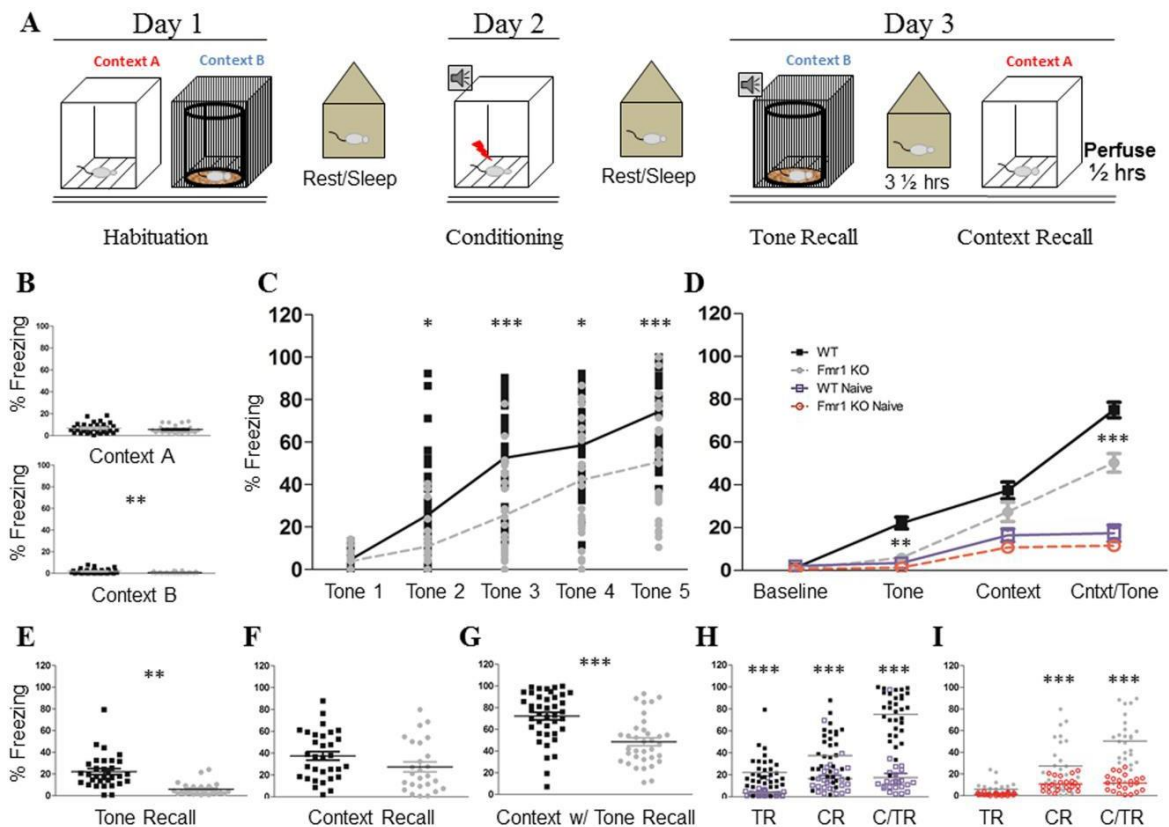 A
Day 1
Day 2
Day 3
Context A
Context B
Context B
Context A
Rest/Sleep
Rest/Sleep
3 ½ hrs
Perfuse
½ hrs
Habituation
Conditioning
Tone Recall
Context Recall
B
% Freezing
100
80
60
40
20
0
Context A
% Freezing
**
100
80
60
40
20
0
Context B
C
% Freezing
120
100
80
60
40
20
0
*
***
*
***
Tone 1
Tone 2
Tone 3
Tone 4
Tone 5
D
120
100
80
60
40
20
0
WT
Fmr1 KO
WT Naive
Fmr1 KO Naive
**
***
Baseline
Tone
Context
Cntxt/Tone
E
% Freezing
120
100
80
60
40
20
0
**
Tone Recall
F
120
100
80
60
40
20
0
Context Recall
G
120
100
80
60
40
20
0
***
Context w/ Tone Recall
H
120
100
80
60
40
20
0
***
***
***
TR
CR
C/TR
I
120
100
80
60
40
20
0
***
***
TR
CR
C/TR